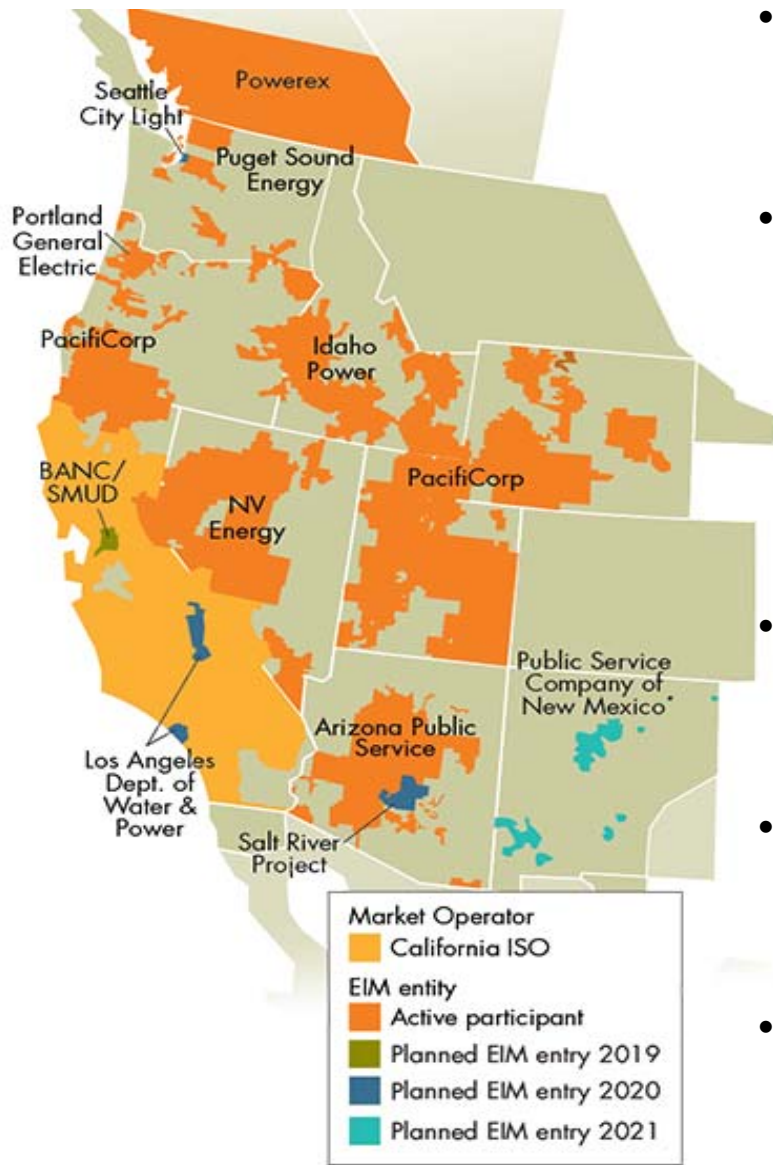 Powerex
Seattle
City Light
Puget Sound
Energy
Portland
General
Electric
PacifiCorp
Idaho
Power
BANC/
SMUD
NV
Energy
PacifiCorp
Public Service
Company of
New Mexico*
Arizona Public
Service
Los Angeles
Dept. of
Water &
Power
Salt River
Project
Market Operator
California ISO
EIM entity
Active participant
Planned EIM entry 2019
Planned EIM entry 2020
Planned EIM entry 2021